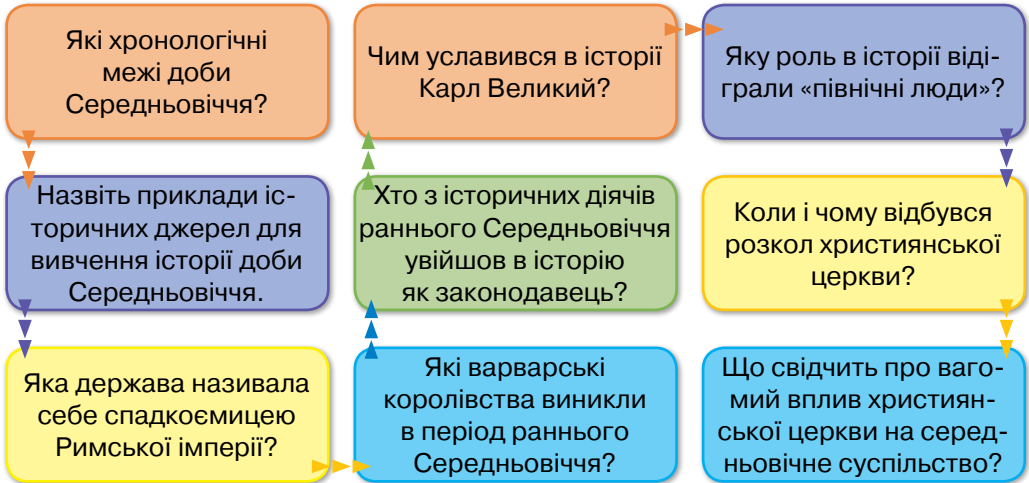 Які хронологічні
межі доби
Середньовіччя?
Назвіть приклади іс-
торичних джерел для
вивчення історії доби
Середньовіччя.
Яка держава називала
себе спадкоємицею
Римської імперії?
Які варварські
королівства виникли
в період раннього
Середньовіччя?
Хто з історичних діячів
раннього Середньовіччя
увійшов в історію
як законодавець?
Чим уславився в історії
Карл Великий?
Яку роль в історії віді-
грали «північні люди»?
Коли і чому відбувся
розкол християнської
церкви?
Що свідчить про ваго-
мий вплив християн-
ської церкви на серед-
ньовічне суспільство?